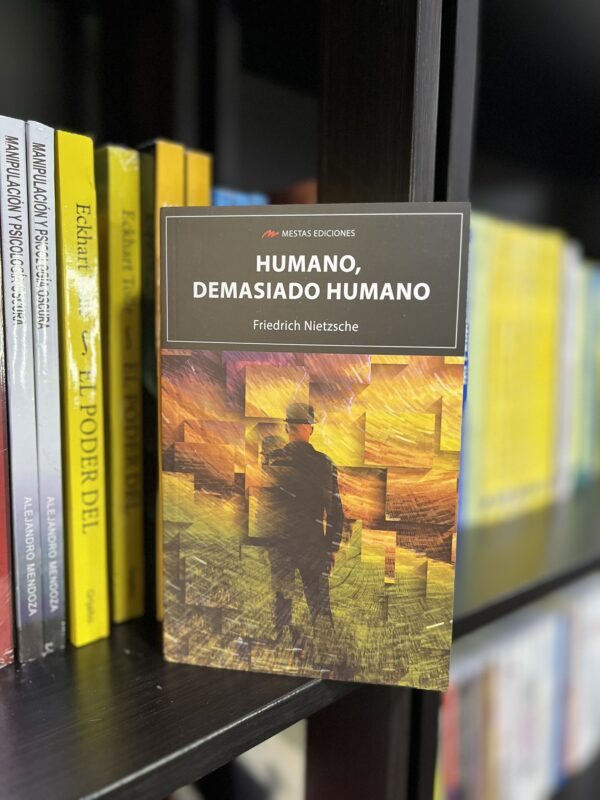 MESTAS EDICIONES
HUMANO,
DEMASIADO HUMANO
Friedrich Nietzsche
MANIPULACIÓN Y PSICOLOGÍA OSCURA
ALEJANDRO MENDOZA
MANIPULACIÓN Y PSICOLOGÍA OSCURA
ALEJANDRO MENDOZA
Eckhart
EL PODER DEL
Grijalbo
Eckhart Tolle
EL PODER DEL